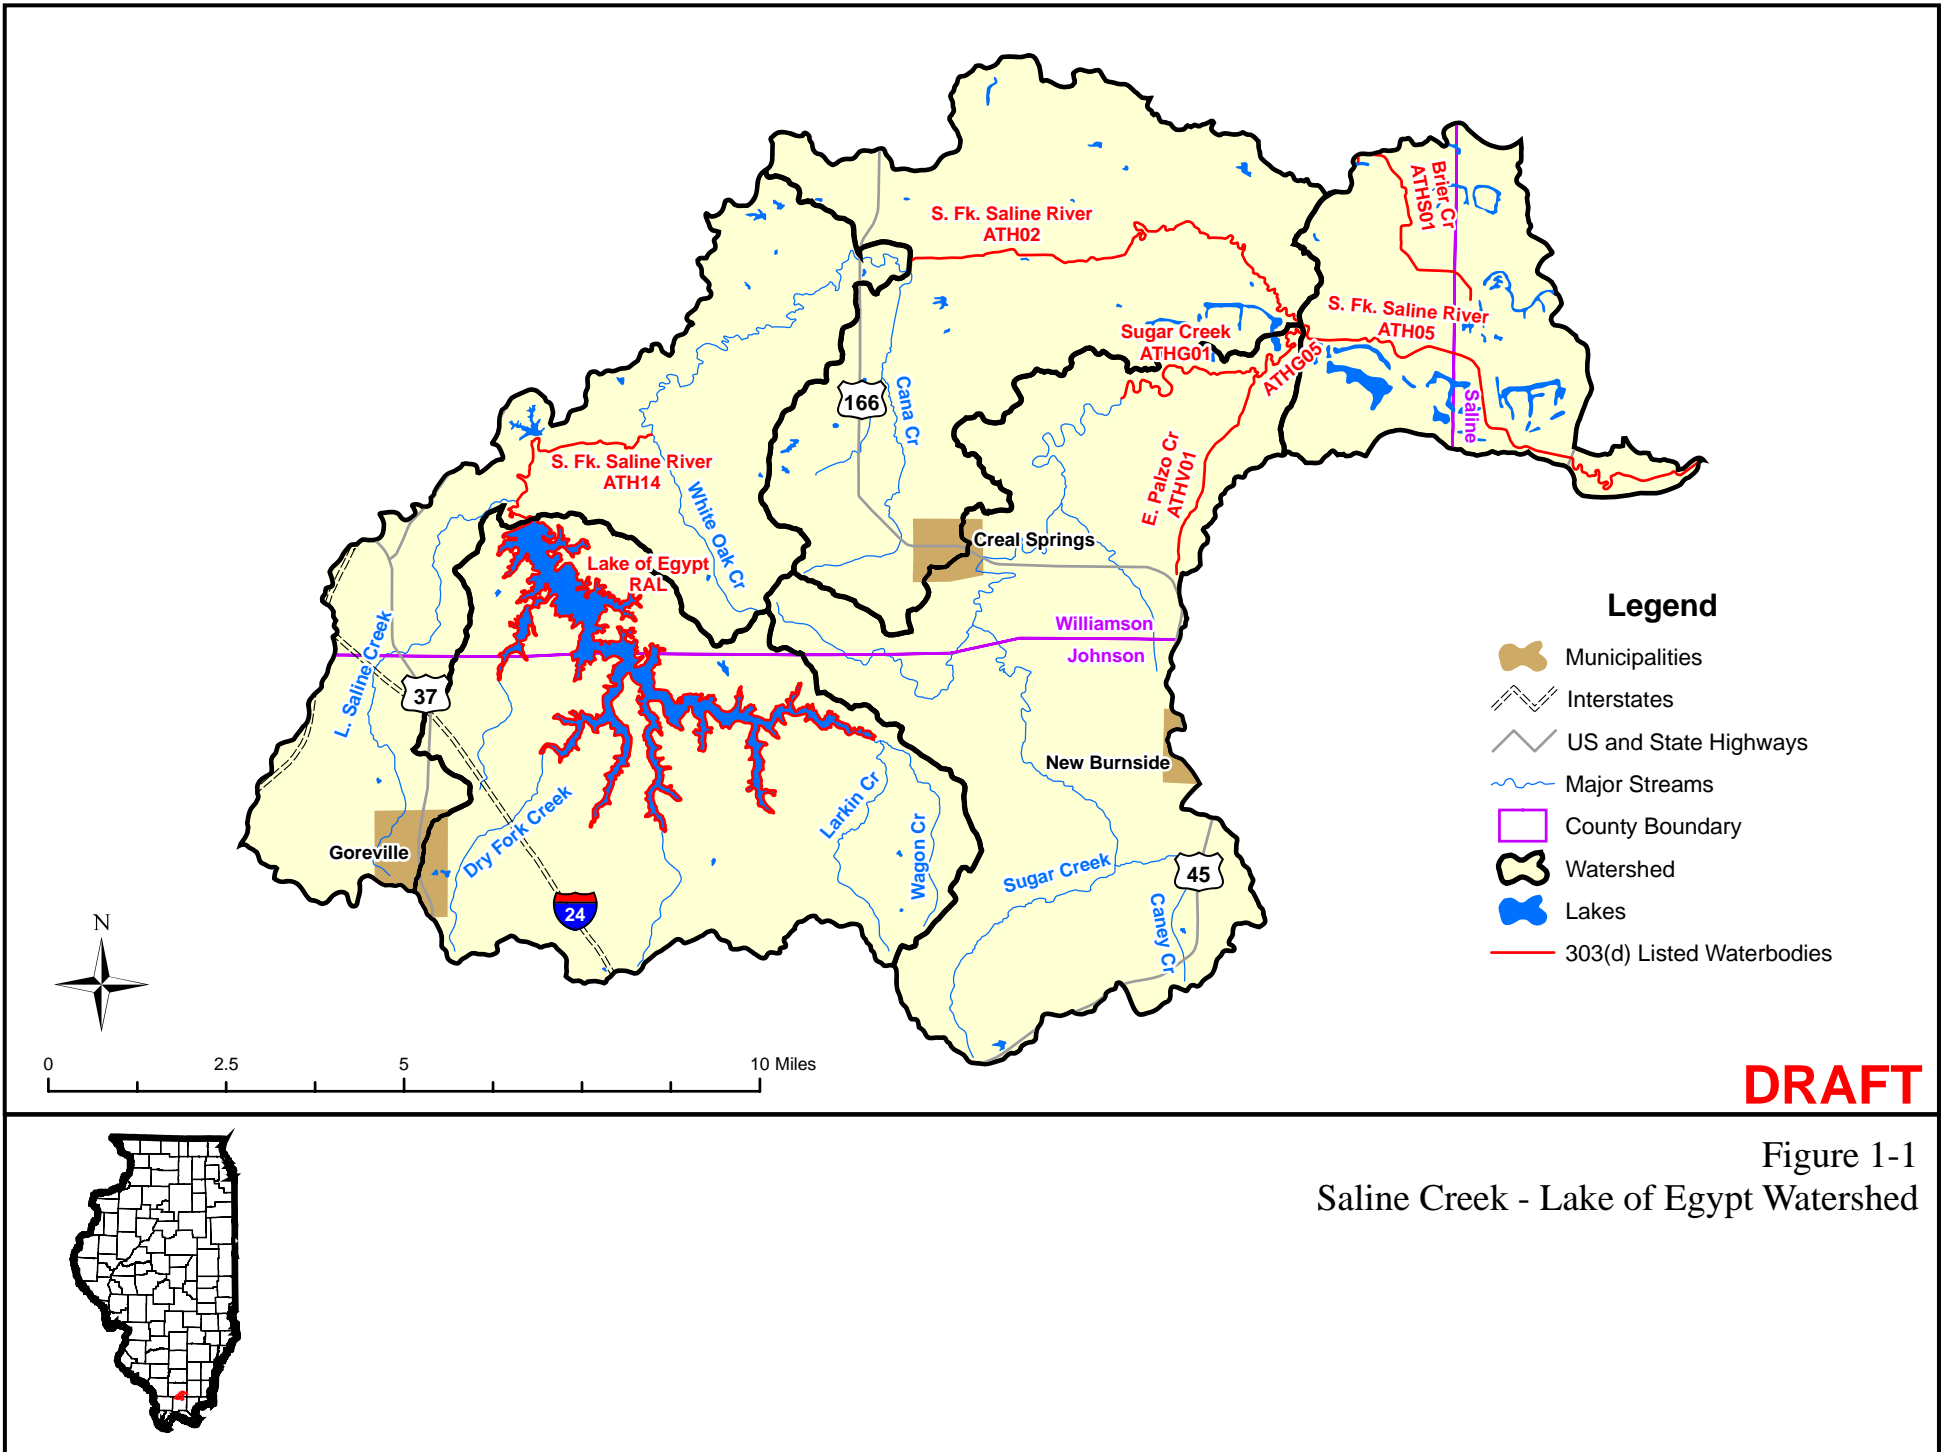 S. Fk. Saline River
ATH02
Brier Cr
ATHS01
S. Fk. Saline River
ATH05
Sugar Creek
ATHG01
ATHG05
166
Cana Cr
Saline
S. Fk. Saline River
ATH14
White Oak Cr
E. Palzo Cr
ATHV01
Creal Springs
Lake of Egypt
RAL
L. Saline Creek
Williamson
Johnson
37
New Burnside
Larkin Cr
Wagon Cr
Dry Fork Creek
Goreville
Sugar Creek
45
Caney Cr
24
Legend
Municipalities
Interstates
US and State Highways
Major Streams
County Boundary
Watershed
Lakes
303(d) Listed Waterbodies
N
0 2.5 5 10 Miles
DRAFT
Figure 1-1
Saline Creek - Lake of Egypt Watershed